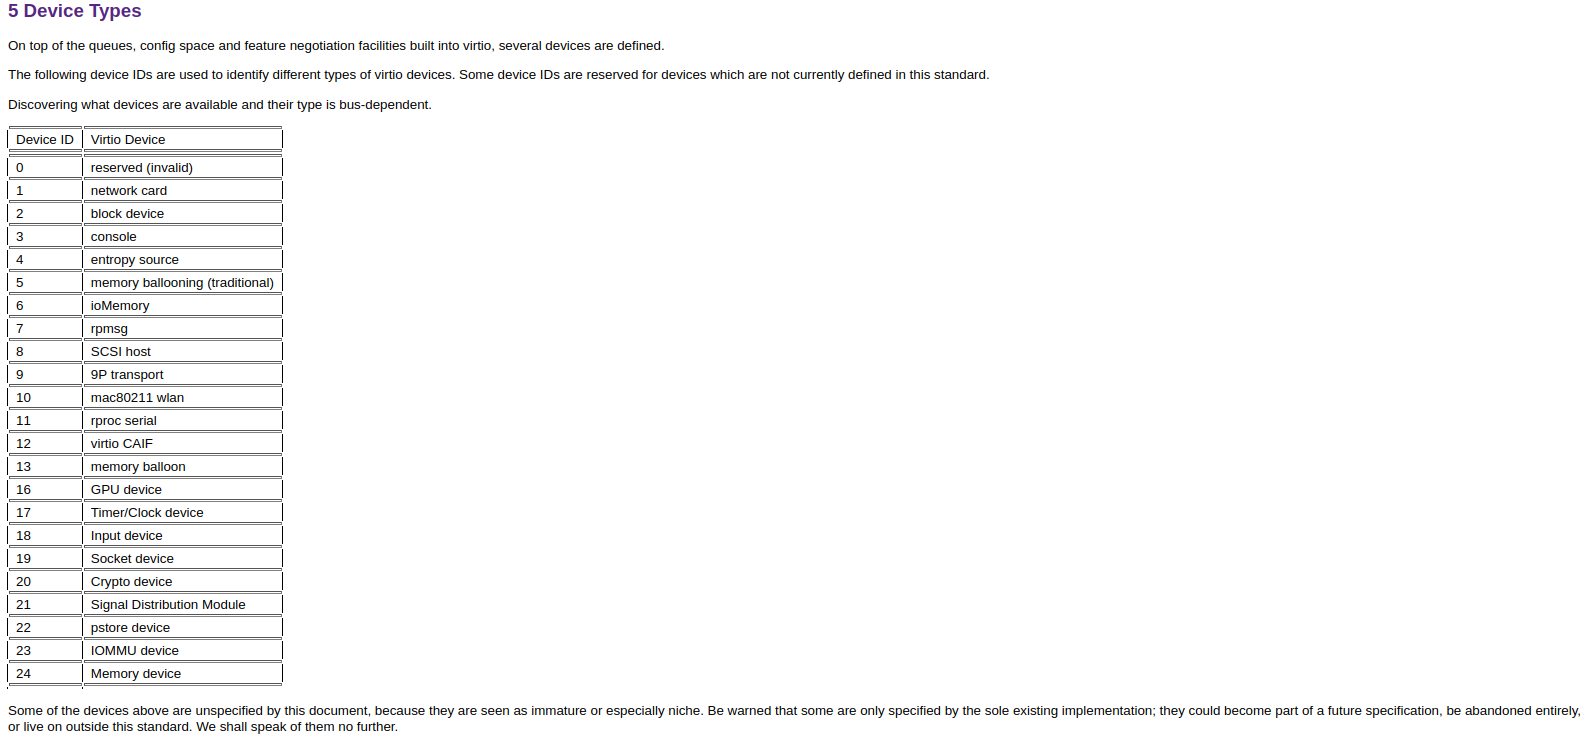 5 Device Types
On top of the queues, config space and feature negotiation facilities built into virtio, several devices are defined.
The following device IDs are used to identify different types of virtio devices. Some device IDs are reserved for devices which are not currently defined in this standard.
Discovering what devices are available and their type is bus-dependent.
Device ID Virtio Device
0 reserved (invalid)
1 network card
2 block device
3 console
4 entropy source
5 memory ballooning (traditional)
6 ioMemory
7 rpmsg
8 SCSI host
9 9P transport
10 mac80211 wlan
11 rproc serial
12 virtio CAIF
13 memory balloon
16 GPU device
17 Timer/Clock device
18 Input device
19 Socket device
20 Crypto device
21 Signal Distribution Module
22 pstore device
23 IOMMU device
24 Memory device
Some of the devices above are unspecified by this document, because they are seen as immature or especially niche. Be warned that some are only specified by the sole existing implementation; they could become part of a future specification, be abandoned entirely,
or live on outside this standard. We shall speak of them no further.